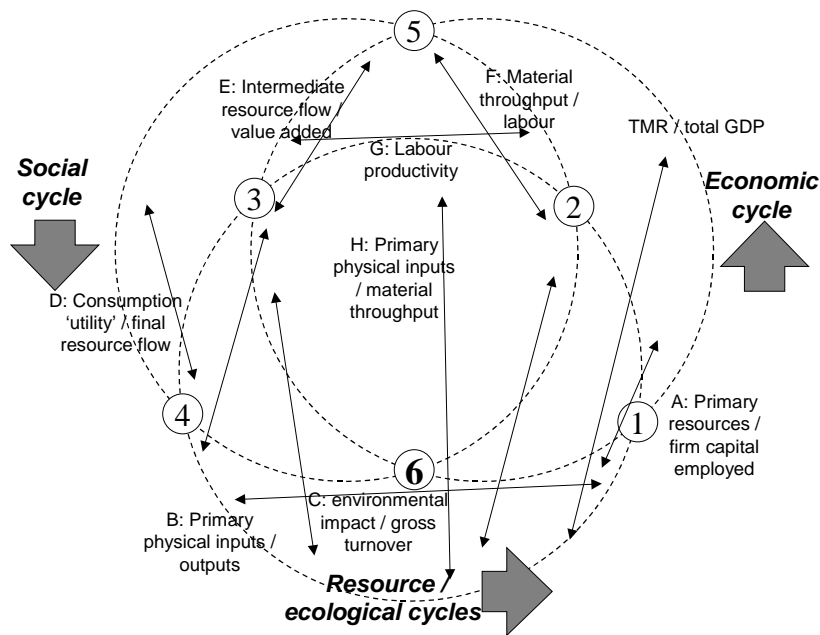 5
E: Intermediate
resource flow /
value added
F: Material
throughput /
labour
TMR / total GDP
G: Labour
productivity
Social
cycle
3
2
Economic
cycle
H: Primary
physical inputs
/ material
throughput
D: Consumption
‘utility’ / final
resource flow
4
1
A: Primary
resources /
firm capital
employed
6
C: environmental
impact / gross
turnover
B: Primary
physical inputs /
outputs
Resource /
ecological cycles